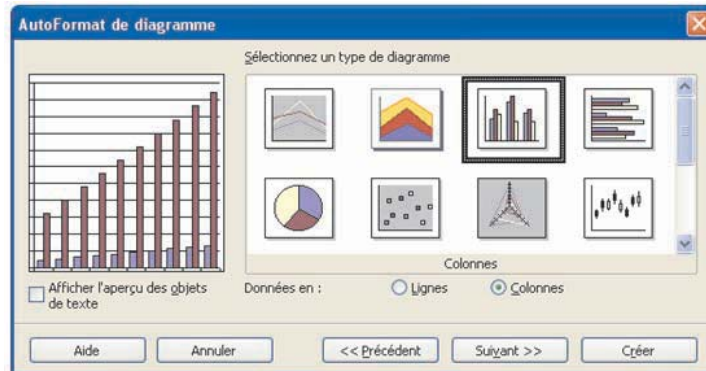 AutoFormat de diagramme
Sélectionnez un type de diagramme
Colonnes
Afficher l'aperçu des objets
de texte
Données en :
Lignes
Colonnes
Aide
Annuler
<< Précédent
Suivant >>
Créer